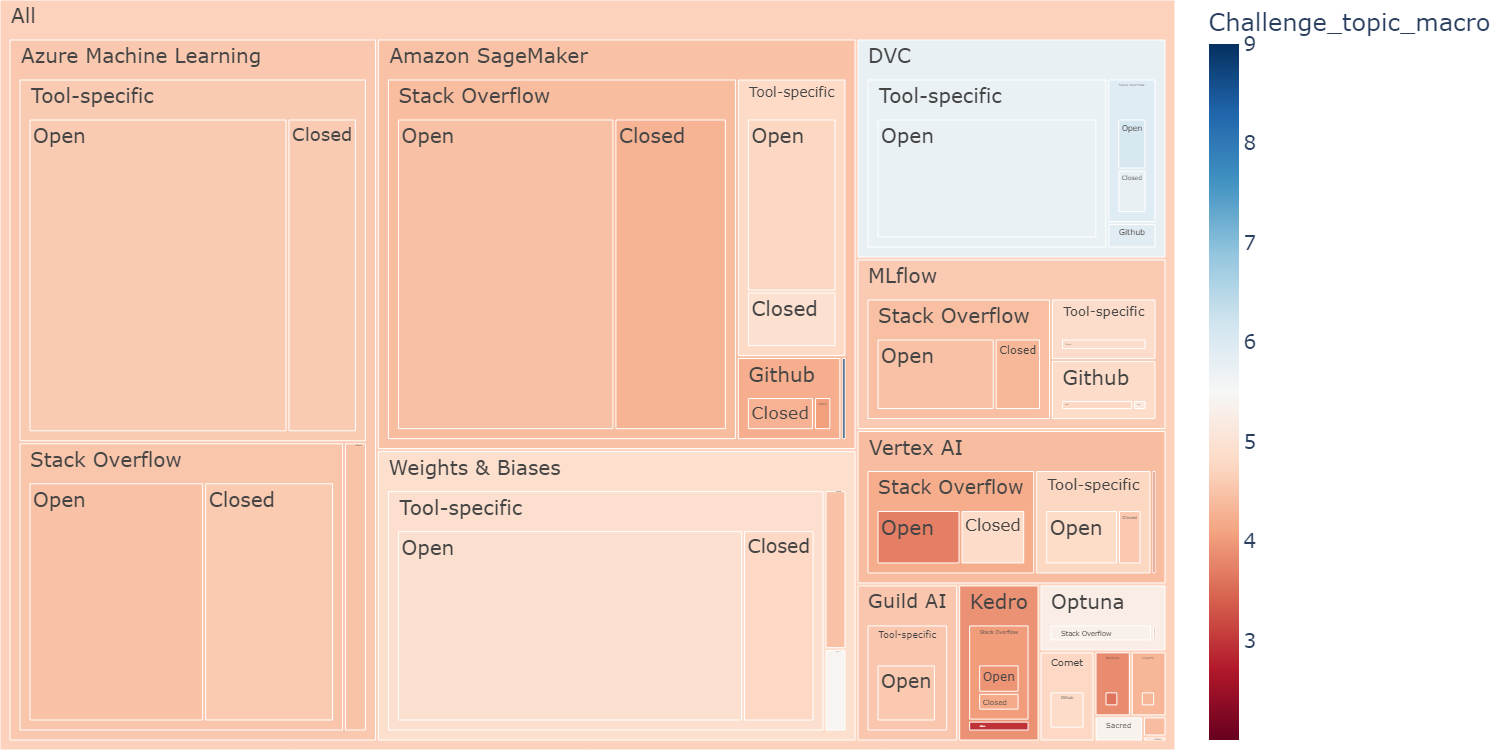 All
Azure Machine Learning
Tool-specific
Open
Closed
Stack Overflow
Open
Closed
Amazon SageMaker
Stack Overflow
Open
Closed
Tool-specific
Open
Closed
Github
Closed
Weights & Biases
Tool-specific
Open
Closed
DVC
Tool-specific
Open
Stack Overflow
Open
Closed
Github
MLflow
Stack Overflow
Open
Closed
Tool-specific
Github
Vertex AI
Stack Overflow
Open
Closed
Tool-specific
Open
Closed
Guild AI
Tool-specific
Open
Kedro
Stack Overflow
Open
Closed
Optuna
Stack Overflow
Comet
Github
Sacred
Challenge_topic_macro
9
8
7
6
5
4
3